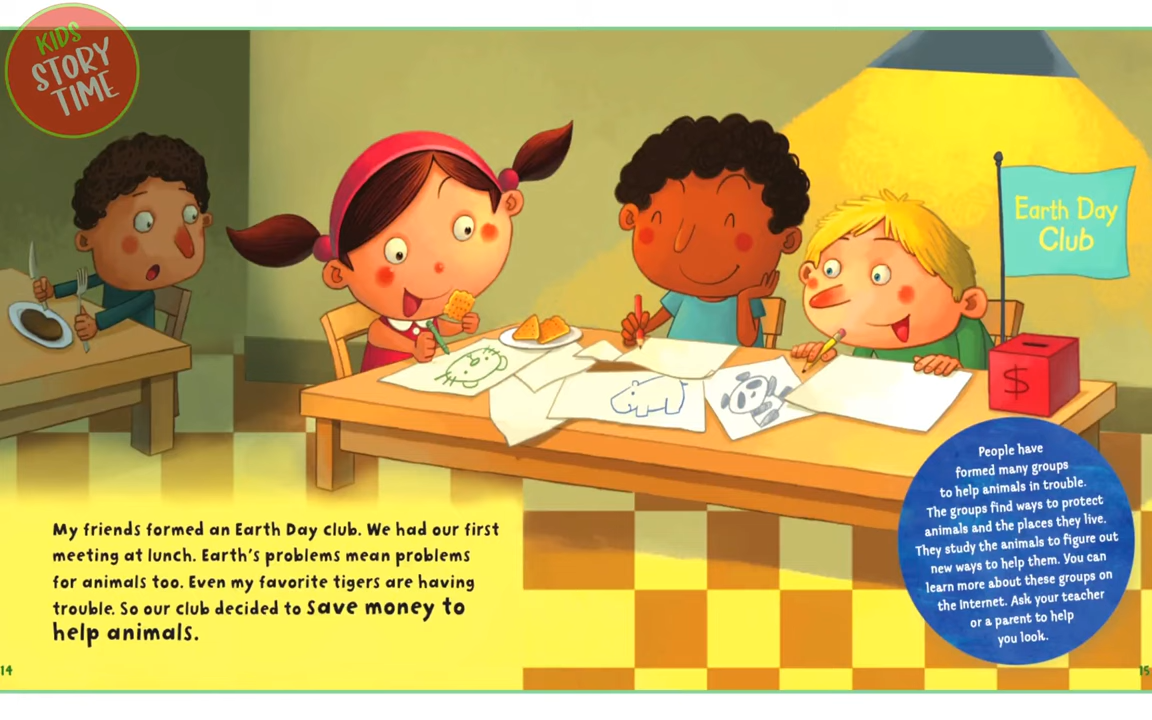 KIDS
STORY
TIME
Earth Day
Club
$
My friends formed an Earth Day club. We had our first
meeting at lunch. Earth's problems mean problems
for animals too. Even my favorite tigers are having
trouble. So our club decided to save money to
help animals.
People have
formed many groups
to help animals in trouble.
The groups find ways to protect
animals and the places they live.
They study the animals to figure out
new ways to help them. You can
learn more about these groups on
the Internet. Ask your teacher
or a parent to help
you look.
14
15